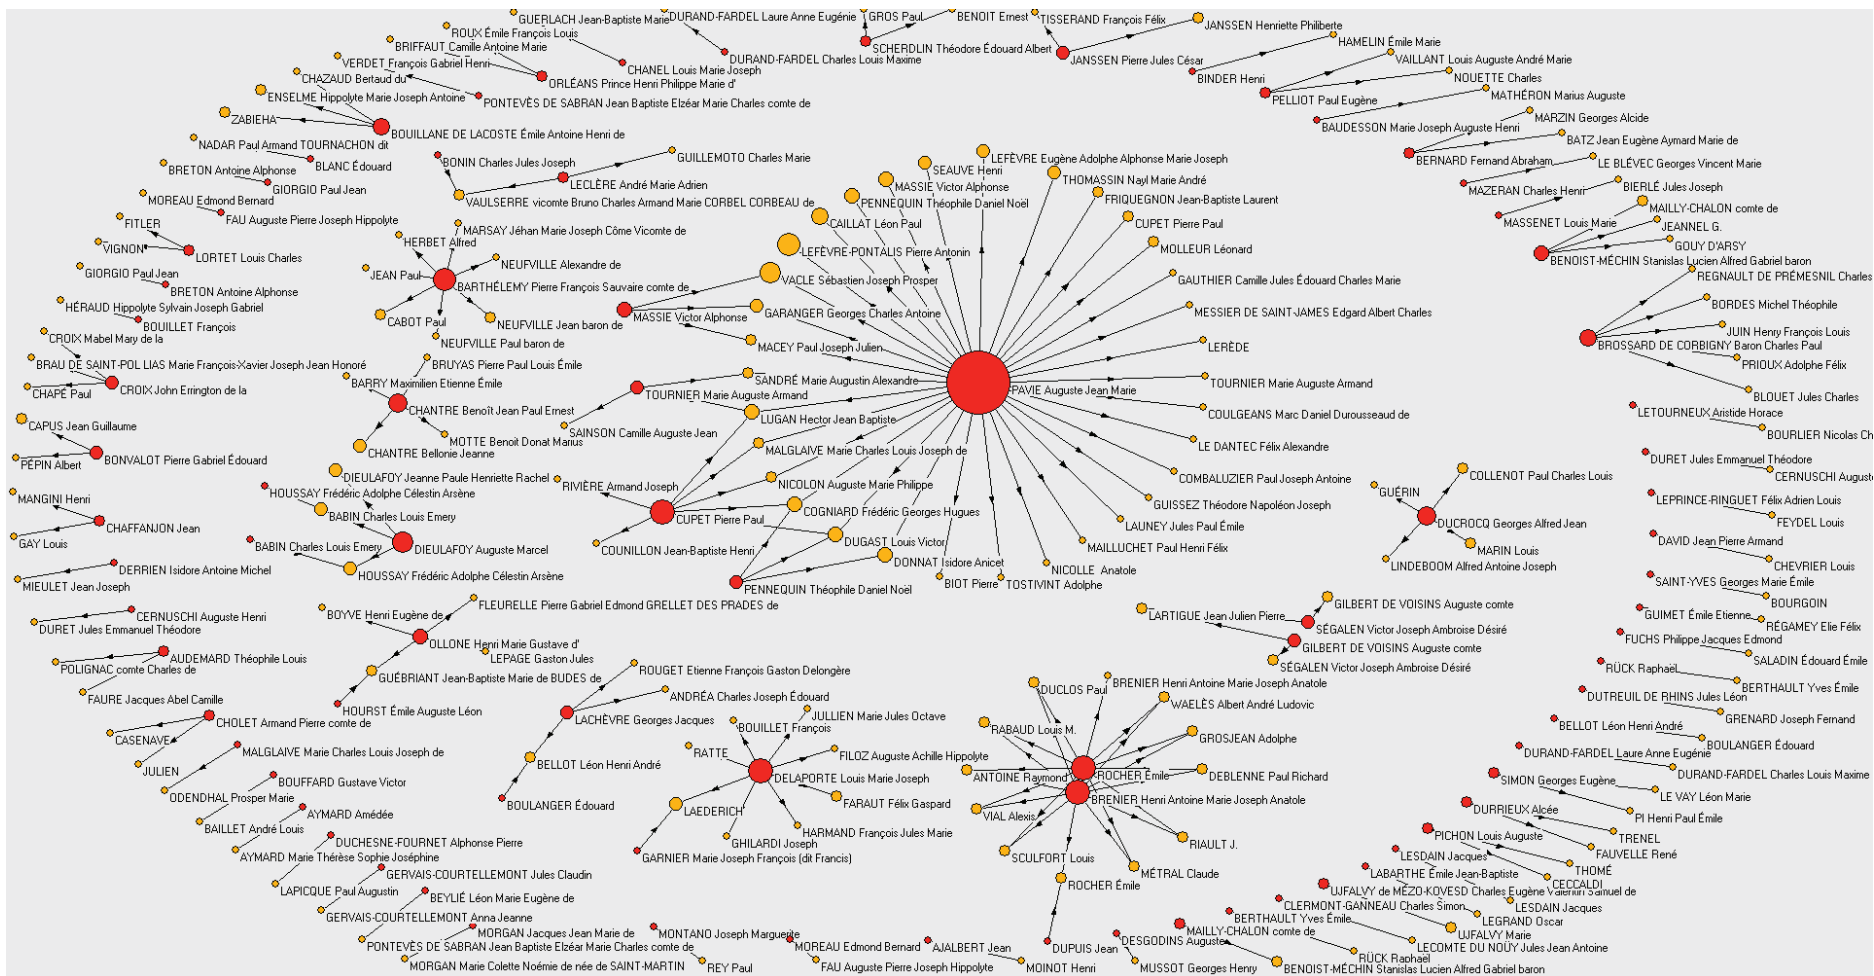 GUERLACH Jean-Baptiste Marie
DURAND-FARDEL Laure Anne Eugénie
GROS Paul
BENOIT Ernest
TISSERAND François Félix
JANSSEN Henriette Philiberte
ROUX Émile François Louis
BRIFFAUT Camille Antoine Marie
VERDET François Gabriel Henri
CHAZAUD Bertaud du
ENSELME Hippolyte Marie Joseph Antoine
ZABIEHA
ORLÉANS Prince Henri Philippe Marie d'
CHANEL Louis Marie Joseph
DURAND-FARDEL Charles Louis Maxime
SCHERDLIN Théodore Édouard Albert
JANSSEN Pierre Jules César
BINDER Henri
HAMELIN Émile Marie
VAILLANT Louis Auguste André Marie
NOUETTE Charles
PELLIOT Paul Eugène
MATHÉRON Marius Auguste
BAUDESSON Marie Joseph Auguste Henri
MARZIN Georges Alcide
BATZ Jean Eugène Aymard Marie de
BERNARD Fernand Abraham
LE BLÉVEC Georges Vincent Marie
MAZERAN Charles Henri
BIERLÉ Jules Joseph
MASSENET Louis Marie
MAILLY-CHALON comte de
JEANNEL G.
GOUY D'ARSY
BENOIST-MÉCHIN Stanislas Lucien Alfred Gabriel baron
REGNAULT DE PRÉMESNIL Charles
BORDES Michel Théophile
JUIN Henry François Louis
BROSSARD DE CORBIGNY Baron Charles Paul
PRIOUX Adolphe Félix
BLOUET Jules Charles
PONTEVÈS DE SABRAN Jean Baptiste Elzéar Marie Charles comte de
BOUILLANE DE LACOSTE Émile Antoine Henri de
NADAR Paul Armand TOURNACHON dit
BLANC Édouard
BRETON Antoine Alphonse
GIORGIO Paul Jean
MOREAU Edmond Bernard
FAU Auguste Pierre Joseph Hippolyte
FITLER
VIGNON
LORTET Louis Charles
GIORGIO Paul Jean
BRETON Antoine Alphonse
HÉRAUD Hippolyte Sylvain Joseph Gabriel
BOUILLET François
CROIX Mabel Mary de la
BRAU DE SAINT-POL LIAS Marie François-Xavier Joseph Jean Honoré
CHAPÉ Paul
CROIX John Errington de la
CAPUS Jean Guillaume
PÉPIN Albert
BONVALOT Pierre Gabriel Édouard
MANGINI Henri
CHAFFANJON Jean
GAY Louis
DERRIEN Isidore Antoine Michel
MIEULET Jean Joseph
CERNUSCHI Auguste Henri
DURET Jules Emmanuel Théodore
AUDEMARD Théophile Louis
POLIGNAC comte Charles de
FAURE Jacques Abel Camille
CHOLET Armand Pierre comte de
CASENAVE
JULIEN
MALGLAIVE Marie Charles Louis Joseph de
ODENDHAL Prosper Marie
BOUFFARD Gustave Victor
BAILLET André Louis
AYMARD Amédée
AYMARD Marie Thérèse Sophie Joséphine
DUCHESNE-FOURNET Alphonse Pierre
LAPICQUE Paul Augustin
GERVAIS-COURTELLEMONT Jules Claudin
GERVAIS-COURTELLEMONT Anna Jeanne
BEYLIÉ Léon Marie Eugène de
PONTEVÈS DE SABRAN Jean Baptiste Elzéar Marie Charles comte de
MORGAN Jacques Jean Marie de
MORGAN Marie Colette Noémie de née de SAINT-MARTIN
MONTANO Joseph Marguerite
REY Paul
MOREAU Edmond Bernard
FAU Auguste Pierre Joseph Hippolyte
AJALBERT Jean
MOINOT Henri
DUPUIS Jean
DESGODINS Auguste
MUSSOT Georges Henry
MAILLY-CHALON comte de
BENOIST-MÉCHIN Stanislas Lucien Alfred Gabriel baron
BERTHAULT Yves Émile
RÜCK Raphaël
CLERMONT-GANNEAU Charles Simon
LECOMTE DU NOÜY Jules Jean Antoine
UJFALVY de MEZO-KOVESD Charles Eugène Valentin Samuel de
UJFALVY Marie
LABARTHE Émile Jean-Baptiste
LEGRAND Oscar
LESDAIN Jacques
LESDAIN Jacques
PICHON Louis Auguste
THOMÉ
CECCALDI
DURRIEUX Alcée
TRENEL
FAUVELLE René
SIMON Georges Eugène
PI Henri Paul Émile
DURAND-FARDEL Laure Anne Eugénie
LE VAY Léon Marie
DURAND-FARDEL Charles Louis Maxime
BELLOT Léon Henri André
BOULANGER Édouard
DUTREUIL DE RHINS Jules Léon
GRENARD Joseph Fernand
RÜCK Raphaël
BERTHAULT Yves Émile
FUCHS Philippe Jacques Edmond
SALADIN Édouard Émile
GUIMET Émile Etienne
RÉGAMEY Elie Félix
SAINT-YVES Georges Marie Émile
BOURGOIN
DAVID Jean Pierre Armand
CHEVRIER Louis
LEPRINCE-RINGUET Félix Adrien Louis
FEYDEL Louis
DURET Jules Emmanuel Théodore
CERNUSCHI Auguste
LETOURNEUX Aristide Horace
BOURLIER Nicolas Ch
BONIN Charles Jules Joseph
GUILLEMOTO Charles Marie
LECLÈRE André Marie Adrien
VAULSERRE vicomte Bruno Charles Armand Marie CORBEL CORBEAU de
MARSAY Jéhan Marie Joseph Côme Vicomte de
HERBET Alfred
NEUFVILLE Alexandre de
JEAN Paul
BARTHÉLEMY Pierre François Sauvaire comte de
CABOT Paul
NEUFVILLE Jean baron de
NEUFVILLE Paul baron de
BRUYAS Pierre Paul Louis Émile
BARRY Maximilien Etienne Émile
CHANTRE Benoît Jean Paul Ernest
MOTTE Benoit Donat Marius
CHANTRE Bellonie Jeanne
DIEULAFOY Jeanne Paule Henriette Rachel
HOUSSAY Frédéric Adolphe Célestin Arsène
BABIN Charles Louis Emery
BABIN Charles Louis Emery
DIEULAFOY Auguste Marcel
HOUSSAY Frédéric Adolphe Célestin Arsène
FLEURELLE Pierre Gabriel Edmond GRELLET DES PRADES de
BOYVE Henri Eugène de
OLLONE Henri Marie Gustave d'
LEPAGE Gaston Jules
GUÉBRIANT Jean-Baptiste Marie de BUDES de
HOURST Émile Auguste Léon
ROUGET Etienne François Gaston Delongère
ANDRÉA Charles Joseph Édouard
LACHÈVRE Georges Jacques
BELLOT Léon Henri André
BOULANGER Édouard
JULLIEN Marie Jules Octave
BOUILLET François
RATTE
FILOZ Auguste Achille Hippolyte
DELAPORTE Louis Marie Joseph
LAEDERICH
FARAUT Félix Gaspard
HARMAND François Jules Marie
GHILARDI Joseph
GARNIER Marie Joseph François (dit Francis)
LEFÈVRE Eugène Adolphe Alphonse Marie Joseph
SEAUVE Henri
THOMASSIN Nayl Marie André
MASSIE Victor Alphonse
FRIQUEGNON Jean-Baptiste Laurent
PENNEQUIN Théophile Daniel Noël
CUPET Pierre Paul
CAILLAT Léon Paul
MOLLEUR Léonard
LEFÈVRE-PONTALIS Pierre Antonin
GAUTHIER Camille Jules Édouard Charles Marie
VACLE Sébastien Joseph Prosper
MASSIE Victor Alphonse
GARANGER Georges Charles Antoine
MESSIER DE SAINT-JAMES Edgard Albert Charles
MACEY Paul Joseph Julien
LERÈDE
SANDRÉ Marie Augustin Alexandre
PAVIE Auguste Jean Marie
TOURNIER Marie Auguste Armand
TOURNIER Marie Auguste Armand
LUGAN Hector Jean Baptiste
COULGEANS Marc Daniel Durousseaud de
SAINSON Camille Auguste Jean
LE DANTEC Félix Alexandre
MALGLAIVE Marie Charles Louis Joseph de
COMBALUZIER Paul Joseph Antoine
RIVIÈRE Armand Joseph
NICOLON Auguste Marie Philippe
GUISSEZ Théodore Napoléon Joseph
COGNIARD Frédéric Georges Hugues
CUPET Pierre Paul
LAUNEY Jules Paul Émile
DUGAST Louis Victor
MAILLUCHET Paul Henri Félix
COUNILLON Jean-Baptiste Henri
DONNAT Isidore Anicet
NICOLLE Anatole
BIOT Pierre
TOSTIVINT Adolphe
PENNEQUIN Théophile Daniel Noël
COLLENOT Paul Charles Louis
GUÉRIN
DUCROCQ Georges Alfred Jean
MARIN Louis
LINDEBOOM Alfred Antoine Joseph
LARTIGUE Jean Julien Pierre
GILBERT DE VOISINS Auguste comte
SÉGALEN Victor Joseph Ambroise Désiré
GILBERT DE VOISINS Auguste comte
SÉGALEN Victor Joseph Ambroise Désiré
DUCLOS Paul
BRENIER Henri Antoine Marie Joseph Anatole
WAELÈS Albert André Ludovic
RABAUD Louis M.
GROSJEAN Adolphe
ANTOINE Raymond
ROCHER Émile
DEBLENNE Paul Richard
BRENIER Henri Antoine Marie Joseph Anatole
VIAL Alexis
RIAULT J.
SCULFORT Louis
MÉTRAL Claude
ROCHER Émile